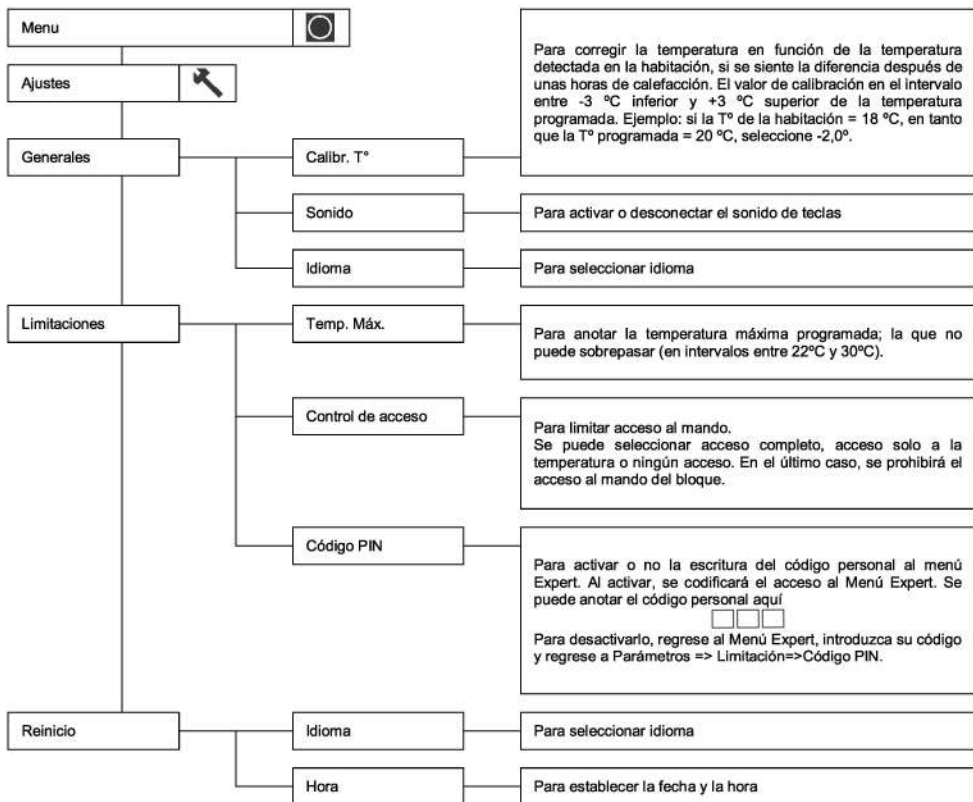 Menu
Ajustes
Generales
Calibr. T°
Para corregir la temperatura en función de la temperatura
detectada en la habitación, si se siente la diferencia después de
unas horas de calefacción. El valor de calibración en el intervalo
entre -3 ºC inferior y +3 ºC superior de la temperatura
programada. Ejemplo: si la Tº de la habitación = 18 ºC, en tanto
que la Tº programada = 20 ºC, seleccione -2,0º.
Sonido
Para activar o desconectar el sonido de teclas
Idioma
Para seleccionar idioma
Limitaciones
Temp. Máx.
Para anotar la temperatura máxima programada; la que no
puede sobrepasar (en intervalos entre 22ºC y 30ºC).
Control de acceso
Para limitar acceso al mando.
Se puede seleccionar acceso completo, acceso solo a la
temperatura o ningún acceso. En el último caso, se prohibirá el
acceso al mando del bloque.
Código PIN
Para activar o no la escritura del código personal al menú
Expert. Al activar, se codificará el acceso al Menú Expert. Se
puede anotar el código personal aquí
Para desactivarlo, regrese al Menú Expert, introduzca su código
y regrese a Parámetros => Limitación=>Código PIN.
Reinicio
Idioma
Para seleccionar idioma
Hora
Para establecer la fecha y la hora